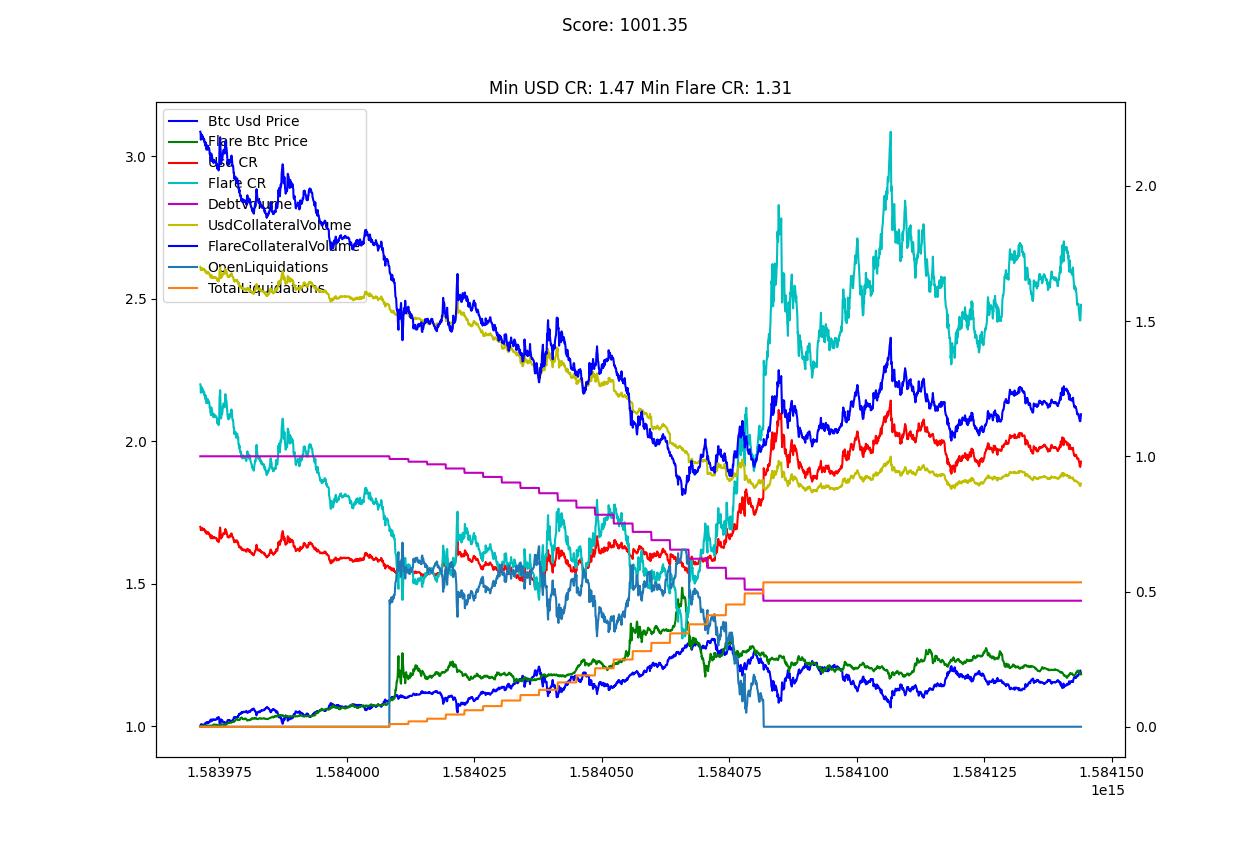 Score: 1001.35
Min USD CR: 1.47 Min Flare CR: 1.31
Btc Usd Price
Flare Btc Price
Usd CR
Flare CR
DebtVolume
UsdCollateralVolume
FlareCollateralVolume
OpenLiquidations
TotalLiquidations
3.0
2.5
2.0
1.5
1.0
2.0
1.5
1.0
0.5
0.0
1.583975 1.584000 1.584025 1.584050 1.584075 1.584100 1.584125 1.584150
1e15